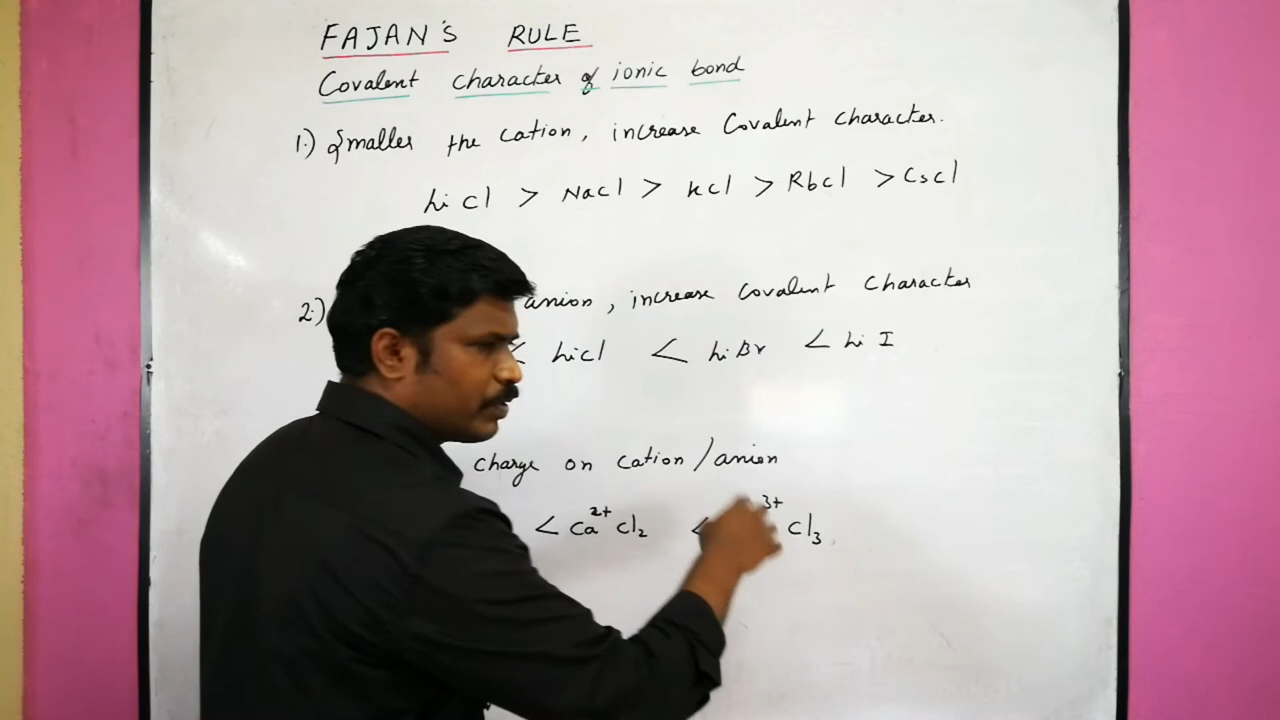 FAJAN'S RULE
Covalent character of ionic bond
1.) Smaller the cation, increase Covalent character.
LiCl > NaCl > KCl > RbCl > CsCl
2.) anion, increase Covalent character
< LiCl < LiBr < LiI
charge on cation/anion
< Ca²⁺Cl₂ < ³⁺Cl₃